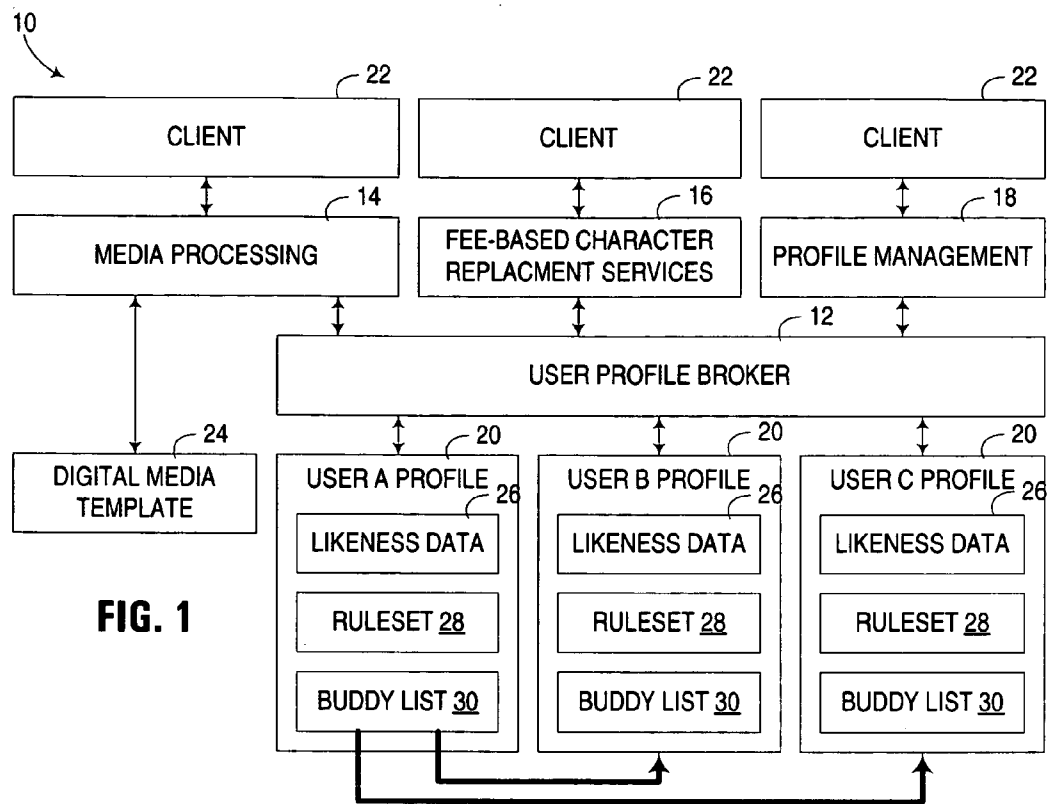 10
22 22 22
CLIENT CLIENT CLIENT
14 16 18
MEDIA PROCESSING FEE-BASED CHARACTER REPLACMENT SERVICES PROFILE MANAGEMENT
12
USER PROFILE BROKER
24 20 20 20
DIGITAL MEDIA TEMPLATE USER A PROFILE USER B PROFILE USER C PROFILE
26 26 26
LIKENESS DATA LIKENESS DATA LIKENESS DATA
FIG. 1
RULESET 28 RULESET 28 RULESET 28
BUDDY LIST 30 BUDDY LIST 30 BUDDY LIST 30